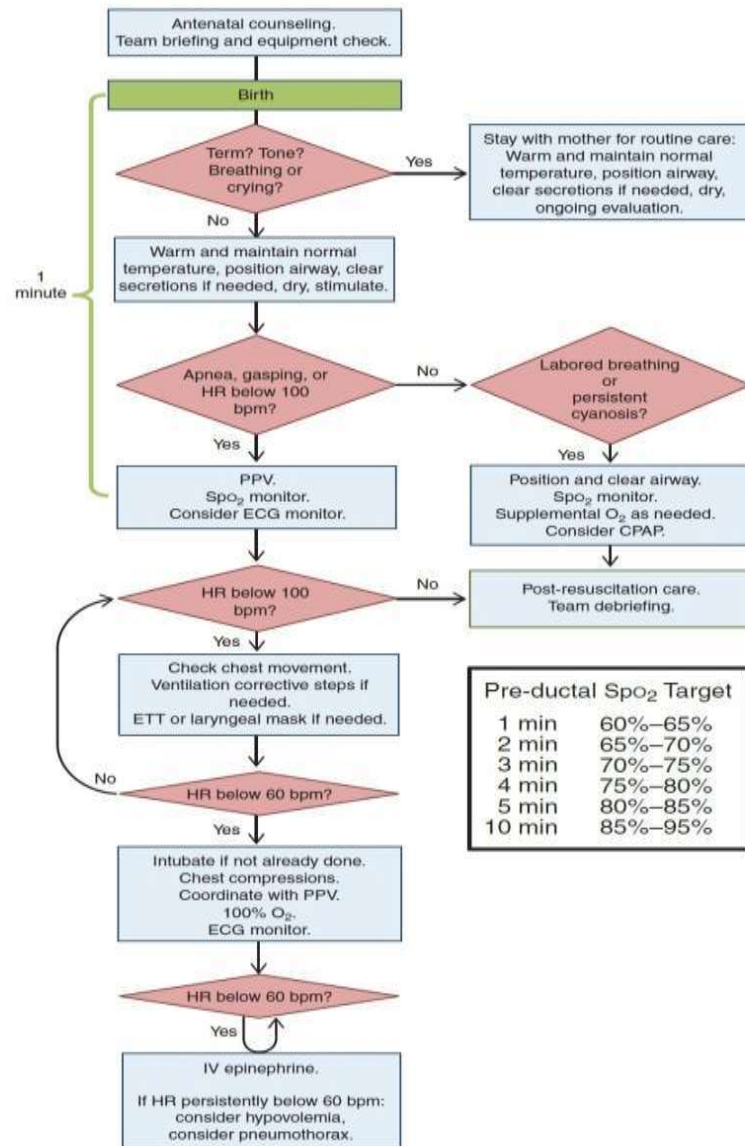 Antenatal counseling.
Team briefing and equipment check.
Birth
1
minute
Term? Tone?
Breathing or
crying?
Yes
Stay with mother for routine care:
Warm and maintain normal
temperature, position airway,
clear secretions if needed, dry,
ongoing evaluation.
No
Warm and maintain normal
temperature, position airway, clear
secretions if needed, dry, stimulate.
Apnea, gasping, or
HR below 100
bpm?
No
Labored breathing
or
persistent
cyanosis?
Yes
Yes
PPV.
Spo₂ monitor.
Consider ECG monitor.
Position and clear airway.
Spo₂ monitor.
Supplemental O₂ as needed.
Consider CPAP.
HR below 100
bpm?
No
Post-resuscitation care.
Team debriefing.
Yes
Check chest movement.
Ventilation corrective steps if
needed.
ETT or laryngeal mask if needed.
No
HR below 60 bpm?
Yes
Intubate if not already done.
Chest compressions.
Coordinate with PPV.
100% O₂.
ECG monitor.
HR below 60 bpm?
Yes
IV epinephrine.
If HR persistently below 60 bpm:
consider hypovolemia,
consider pneumothorax.
Pre-ductal Spo₂ Target
1 min 60%–65%
2 min 65%–70%
3 min 70%–75%
4 min 75%–80%
5 min 80%–85%
10 min 85%–95%